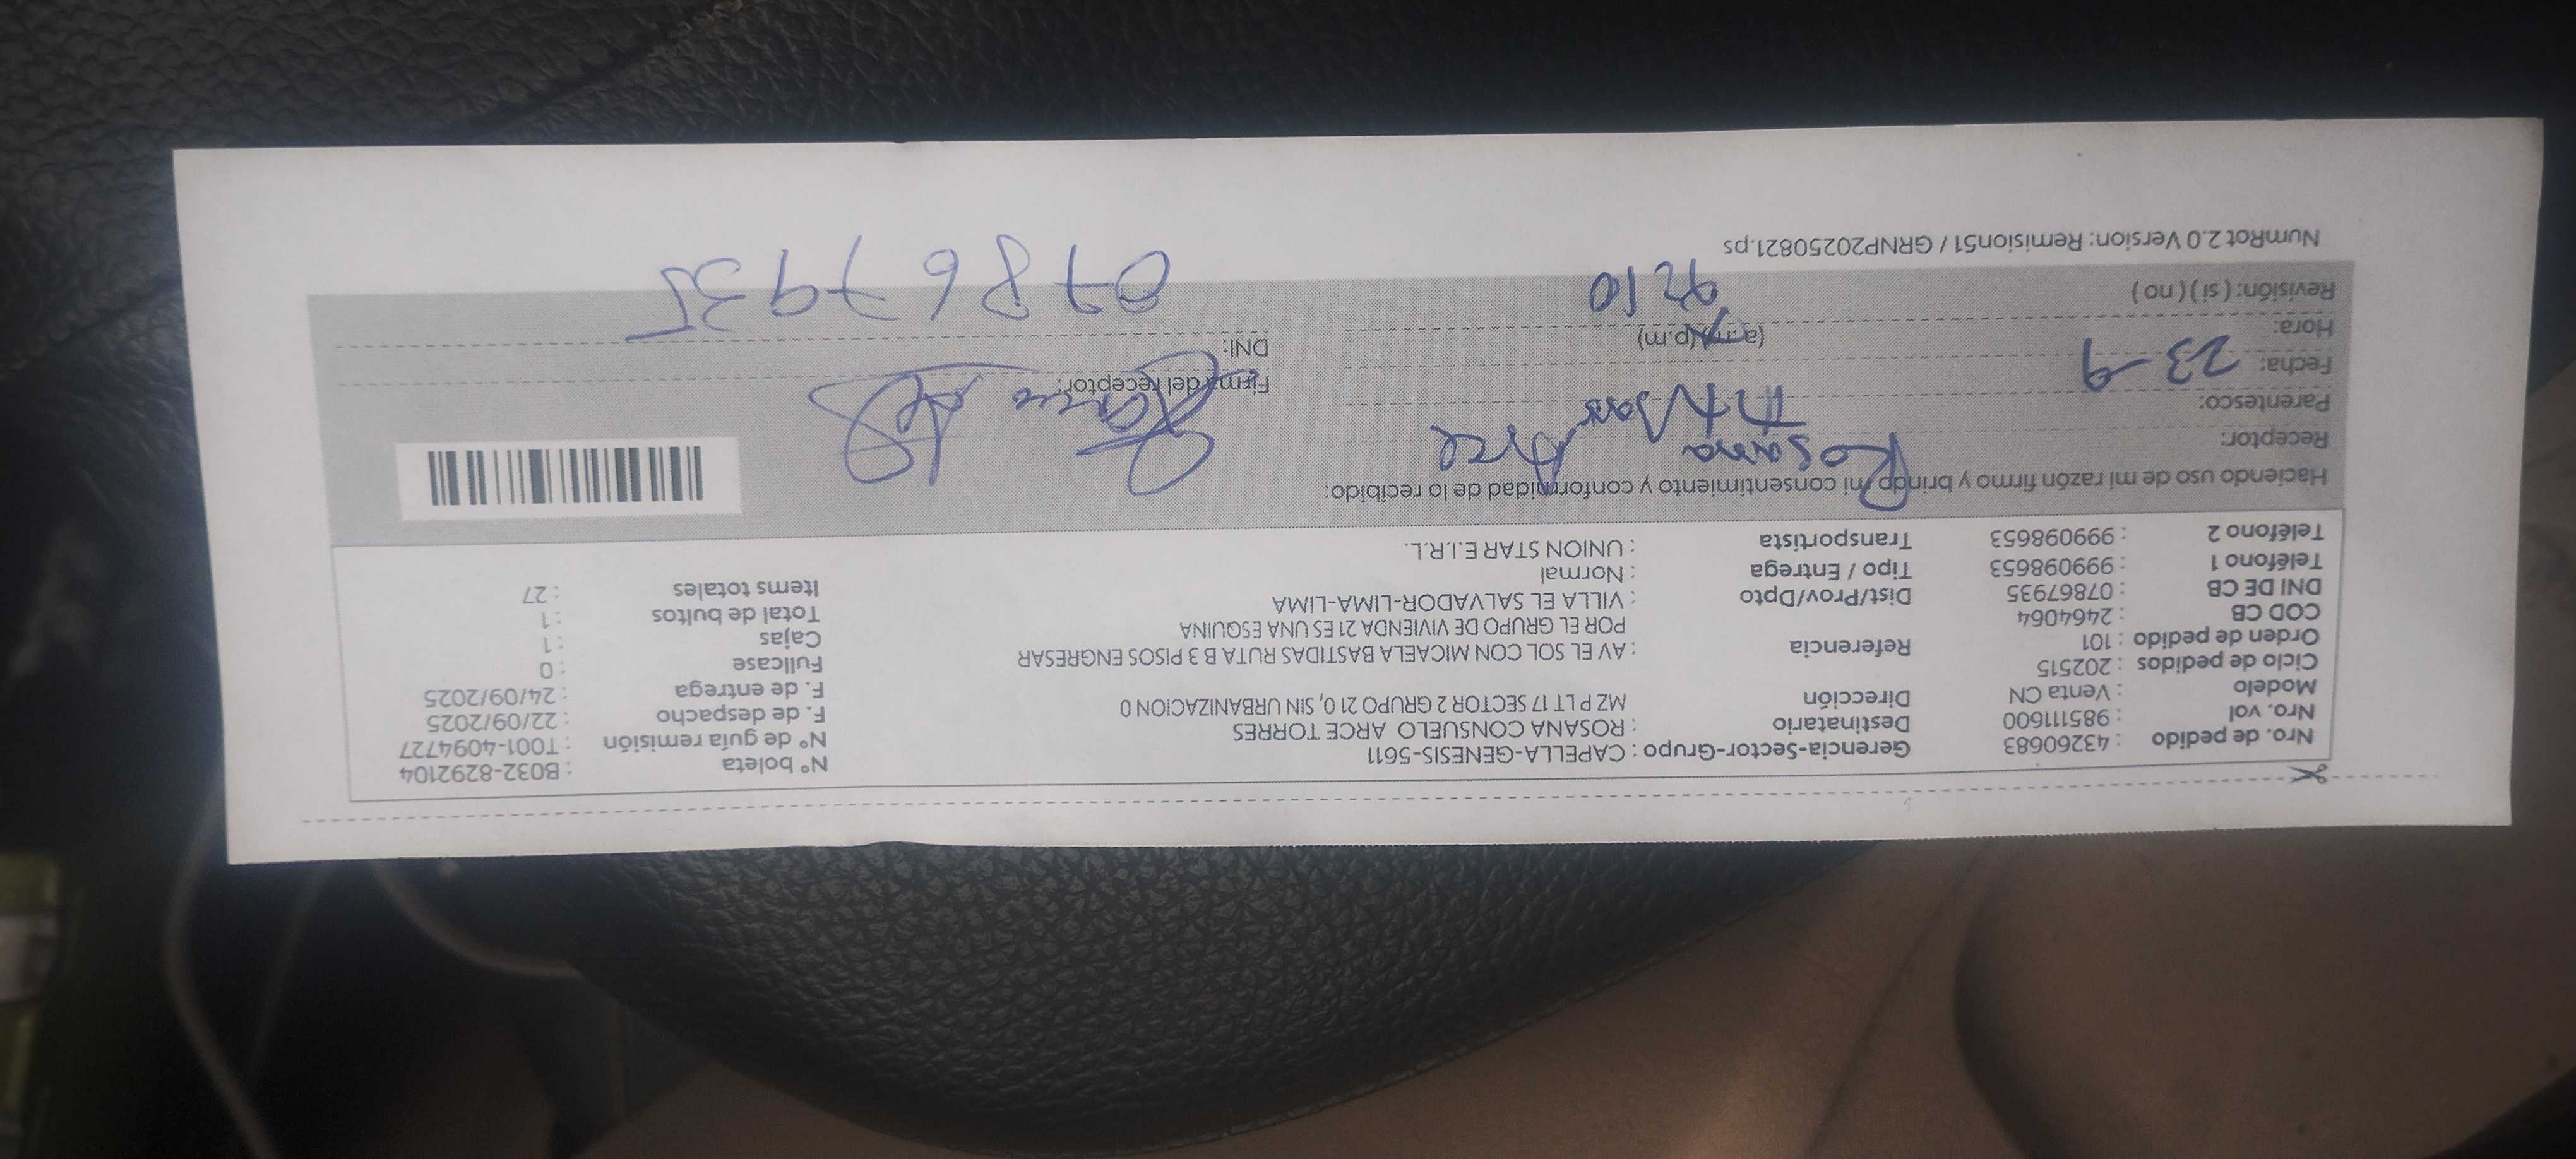 Nro. de pedido : 43260683
Nro. vol : 985111600
Modelo : Venta CN
Ciclo de pedidos : 202515
Orden de pedido : 101
COD CB : 2464064
DNI DE CB : 07867935
Teléfono 1 : 999098653
Teléfono 2 : 999098653
Gerencia-Sector-Grupo : CAPELLA-GENESIS-5611
Destinatario : ROSANA CONSUELO ARCE TORRES
Dirección MZ P LT 17 SECTOR 2 GRUPO 21 0, SIN URBANIZACION 0
Referencia : AV EL SOL CON MICAELA BASTIDAS RUTA B 3 PISOS ENGRESAR
POR EL GRUPO DE VIVIENDA 21 ES UNA ESQUINA
Dist/Prov/Dpto : VILLA EL SALVADOR-LIMA-LIMA
Tipo / Entrega : Normal
Transportista : UNION STAR E.I.R.L.
N° boleta : B032-8292104
N° de guía remisión : T001-4094727
F. de despacho : 22/09/2025
F. de entrega : 24/09/2025
Fullcase : 0
Cajas : 1
Total de bultos : 1
Items totales : 27
Haciendo uso de mi razón firmo y brindo mi consentimiento y conformidad de lo recibido:
Receptor: Rosana Arce
Parentesco:
Fecha: 23-9
Hora: (a.m) (p.m)
Revisión: ( si ) ( no )
Firma del receptor:
DNI: 07867935
NumRot 2.0 Version: Remision51 / GRNP20250821.ps